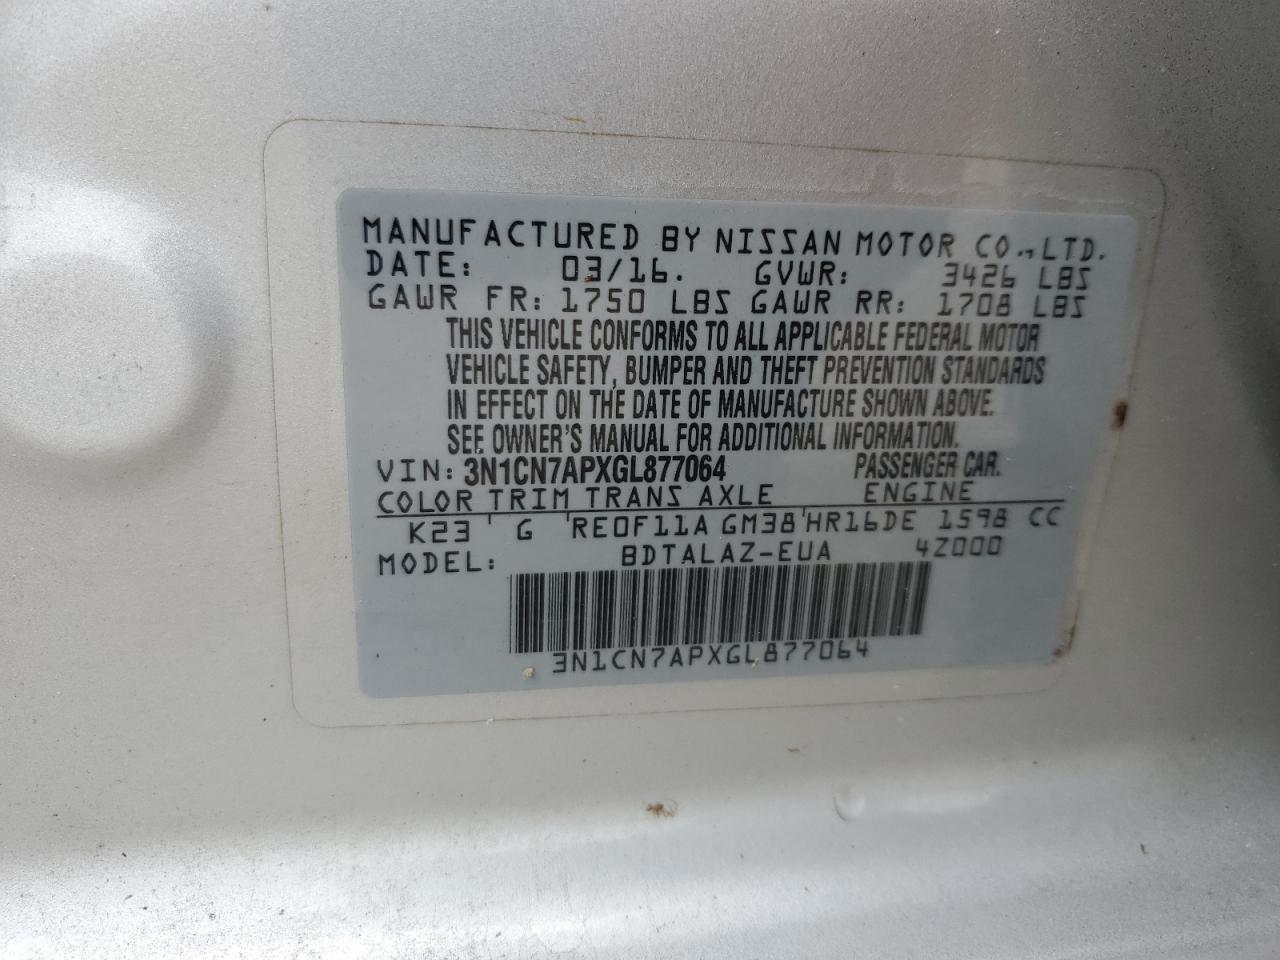 MANUFACTURED BY NISSAN MOTOR CO., LTD.
DATE: 03/16. GVWR: 3426 LBS
GAWR FR: 1750 LBS GAWR RR: 1708 LBS
THIS VEHICLE CONFORMS TO ALL APPLICABLE FEDERAL MOTOR
VEHICLE SAFETY, BUMPER AND THEFT PREVENTION STANDARDS
IN EFFECT ON THE DATE OF MANUFACTURE SHOWN ABOVE.
SEE OWNER'S MANUAL FOR ADDITIONAL INFORMATION.
VIN: 3N1CN7APXGL877064 PASSENGER CAR.
COLOR TRIM TRANS AXLE ENGINE
K23 G RE0F11A GM38 HR16DE 1598 CC
MODEL: BDTALAZ-EUA 4Z000
3N1CN7APXGL877064